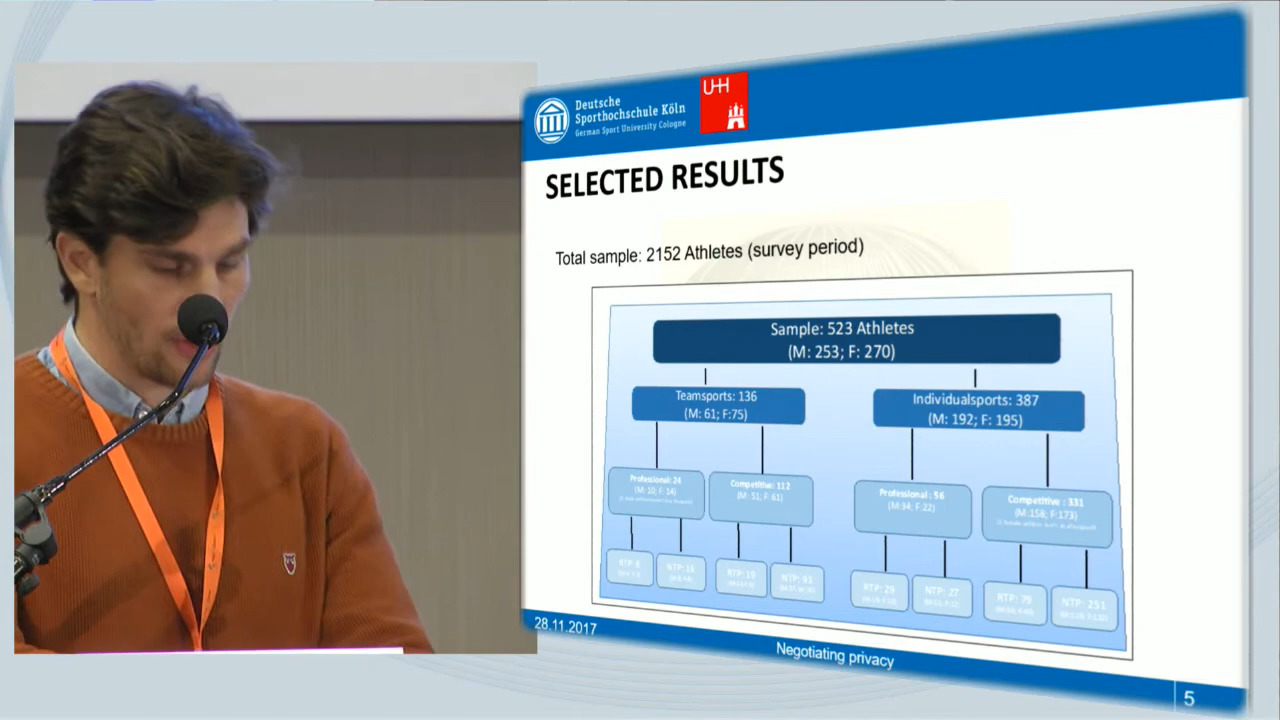 Deutsche
Sporthochschule Köln
German Sport University Cologne
UHH
SELECTED RESULTS
Total sample: 2152 Athletes (survey period)
Sample: 523 Athletes
(M: 253; F: 270)
Teamsports: 136
(M: 61; F:75)
Individualsports: 387
(M: 192; F: 195)
Professional: 24
(M: 10; F: 14)
Competitive: 112
(M: 51; F: 61)
Professional : 56
(M:34; F:22)
Competitive : 331
(M:158; F:173)
RTP: 6
NTP: 16
RTP: 19
NTP: 93
RTP: 29
NTP: 27
RTP: 79
NTP: 251
28.11.2017
Negotiating privacy
5